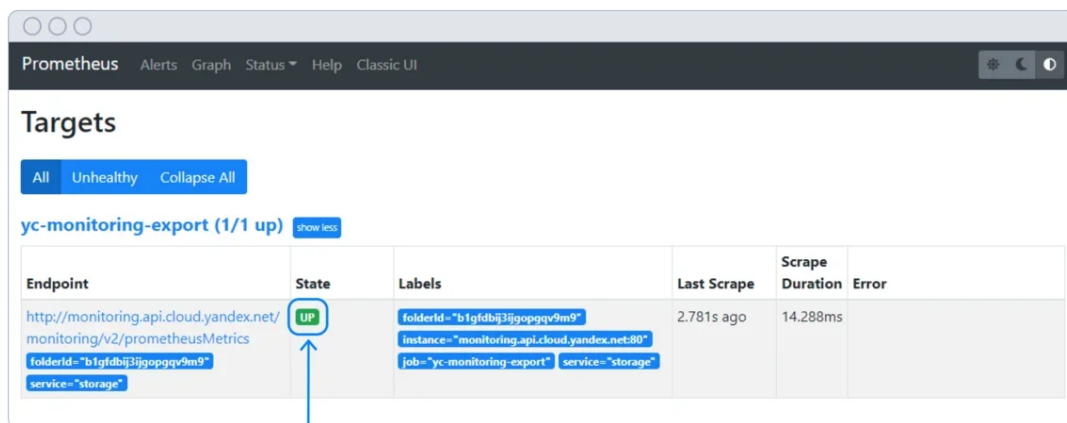 Prometheus Alerts Graph Status Help Classic UI
Targets
All Unhealthy Collapse All
yc-monitoring-export (1/1 up) show less
Endpoint State Labels Last Scrape Scrape Duration Error
http://monitoring.api.cloud.yandex.net/
monitoring/v2/prometheusMetrics
folderId="b1gfdbij3ijgopgqv9m9"
service="storage"
UP
folderId="b1gfdbij3ijgopgqv9m9"
instance="monitoring.api.cloud.yandex.net:80"
job="yc-monitoring-export" service="storage"
2.781s ago
14.288ms